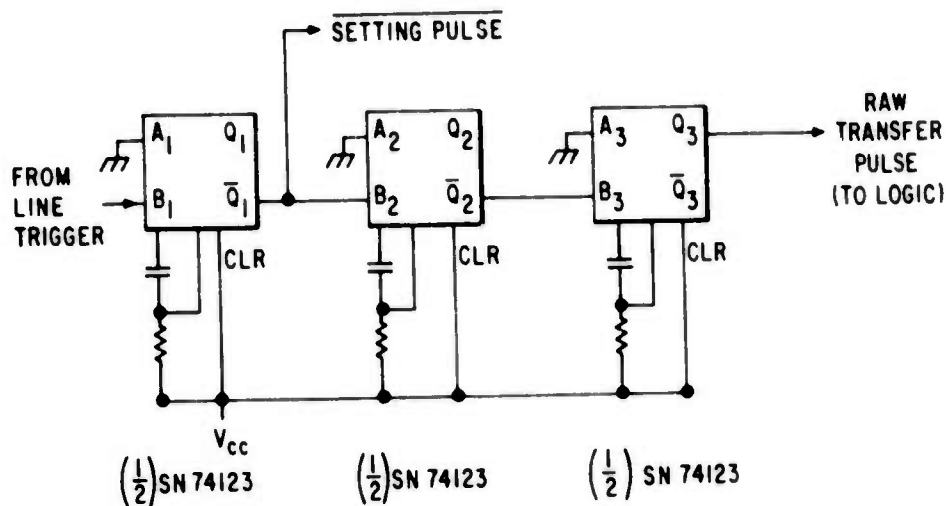 SETTING PULSE
A₁ Q₁
B₁ Q̄₁
CLR
FROM
LINE
TRIGGER
A₂ Q₂
B₂ Q̄₂
CLR
A₃ Q₃
B₃ Q̄₃
CLR
RAW
TRANSFER
PULSE
(TO LOGIC)
Vcc
(1/2) SN 74123
(1/2) SN 74123
(1/2) SN 74123